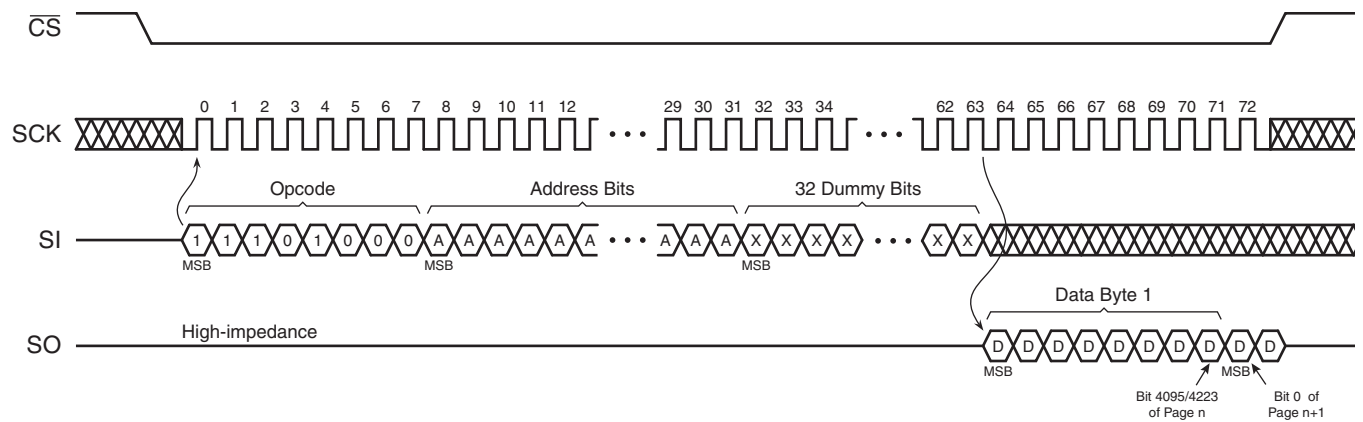 CS
0 1 2 3 4 5 6 7 8 9 10 11 12 29 30 31 32 33 34 62 63 64 65 66 67 68 69 70 71 72
SCK
Opcode Address Bits 32 Dummy Bits
SI 1 1 1 0 1 0 0 0 A A A A A A A A A X X X X X X
MSB MSB MSB
Data Byte 1
High-impedance
SO D D D D D D D D D D
MSB MSB
Bit 4095/4223 Bit 0 of
of Page n Page n+1